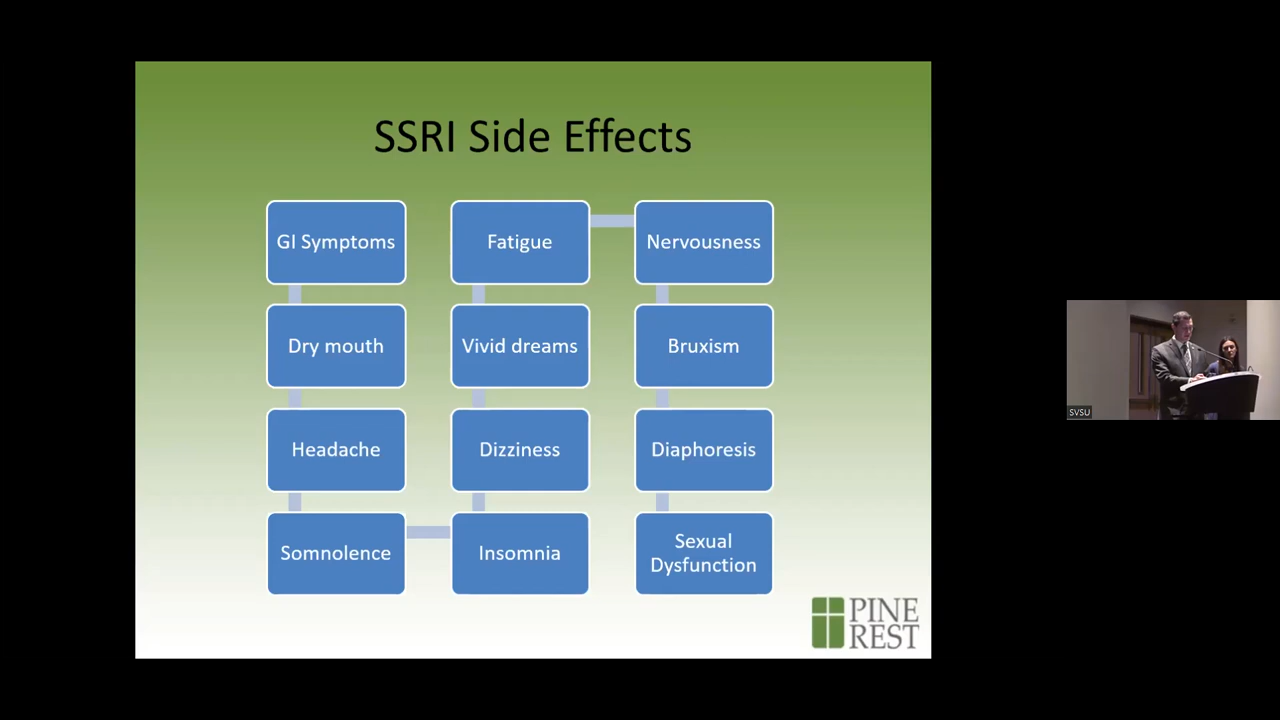 SSRI Side Effects
GI Symptoms
Dry mouth
Headache
Somnolence
Insomnia
Dizziness
Vivid dreams
Fatigue
Nervousness
Bruxism
Diaphoresis
Sexual
Dysfunction
PINE
REST
SVSU